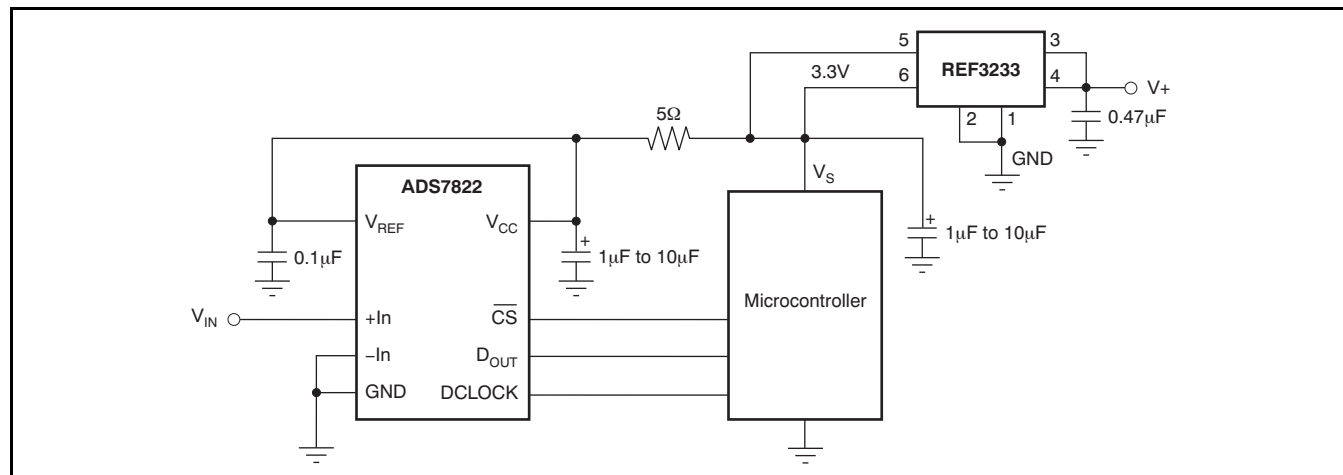 5
REF3233
3
3.3V
6
4
V+
2
1
0.47μF
5Ω
GND
ADS7822
V_S
V_REF
V_CC
0.1μF
+
1μF to 10μF
+
1μF to 10μF
Microcontroller
V_IN
+In
C̅S̅
−In
D_OUT
GND
DCLOCK